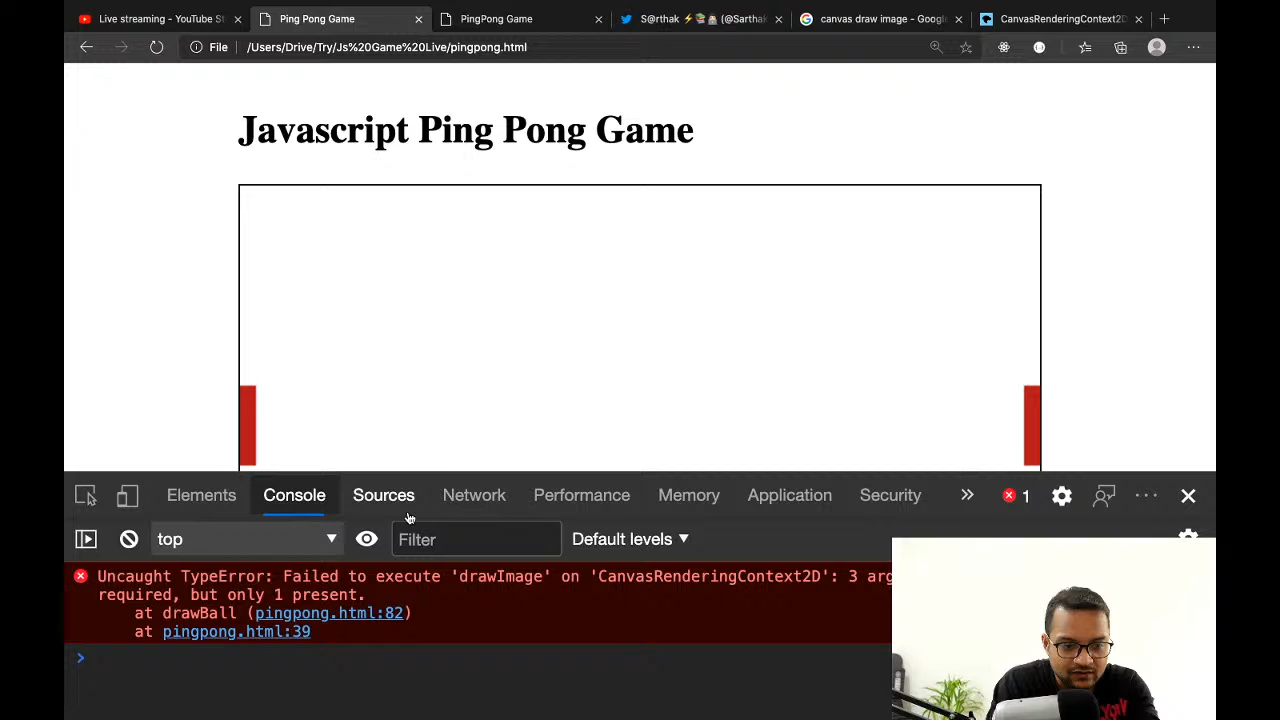 Live streaming - YouTube S
Ping Pong Game
PingPong Game
S@rthak ⚡📚 (@Sarthak
canvas draw image - Google
CanvasRenderingContext2D
File
/Users/Drive/Try/Js%20Game%20Live/pingpong.html
Javascript Ping Pong Game
Elements
Console
Sources
Network
Performance
Memory
Application
Security
1
top
Filter
Default levels
Uncaught TypeError: Failed to execute 'drawImage' on 'CanvasRenderingContext2D': 3 arg
required, but only 1 present.
at drawBall (pingpong.html:82)
at pingpong.html:39